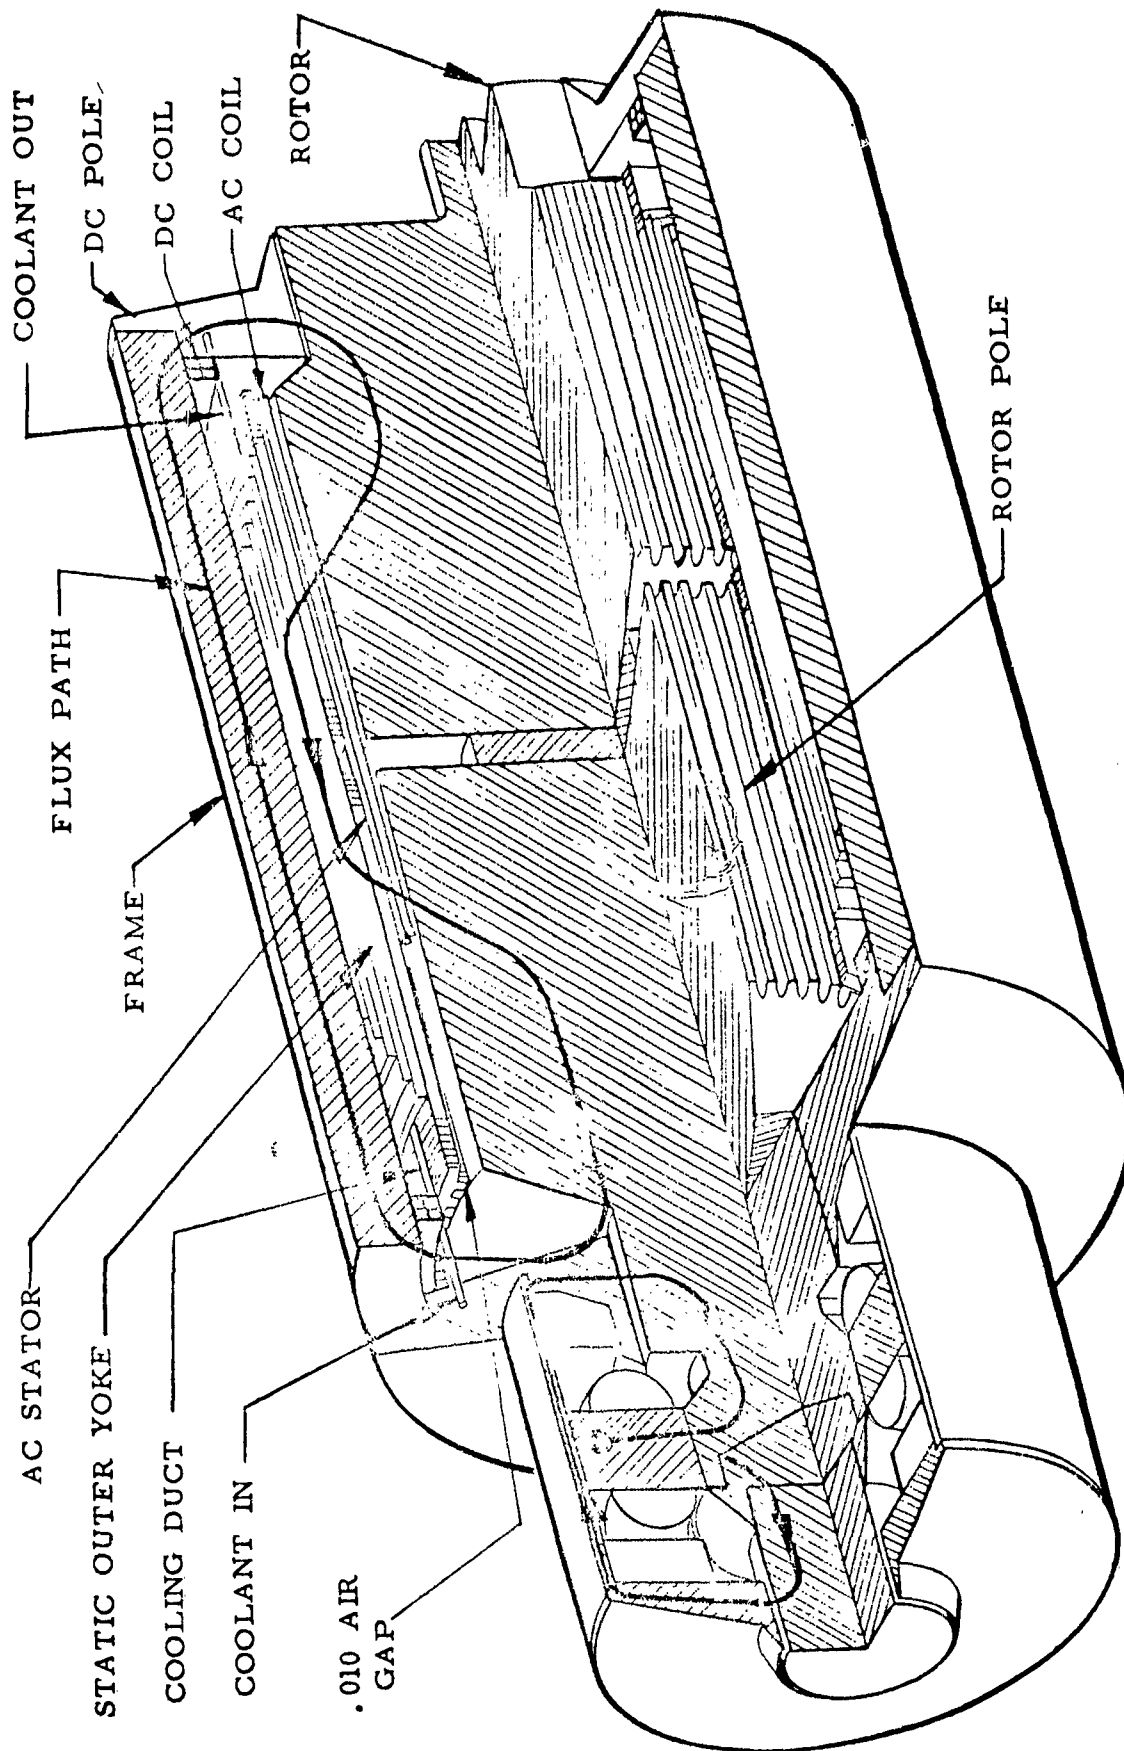 COOLANT OUT
DC POLE
DC COIL
AC COIL
ROTOR
FLUX PATH
FRAME
ROTOR POLE
AC STATOR
STATIC OUTER YOKE
COOLING DUCT
COOLANT IN
.010 AIR
GAP